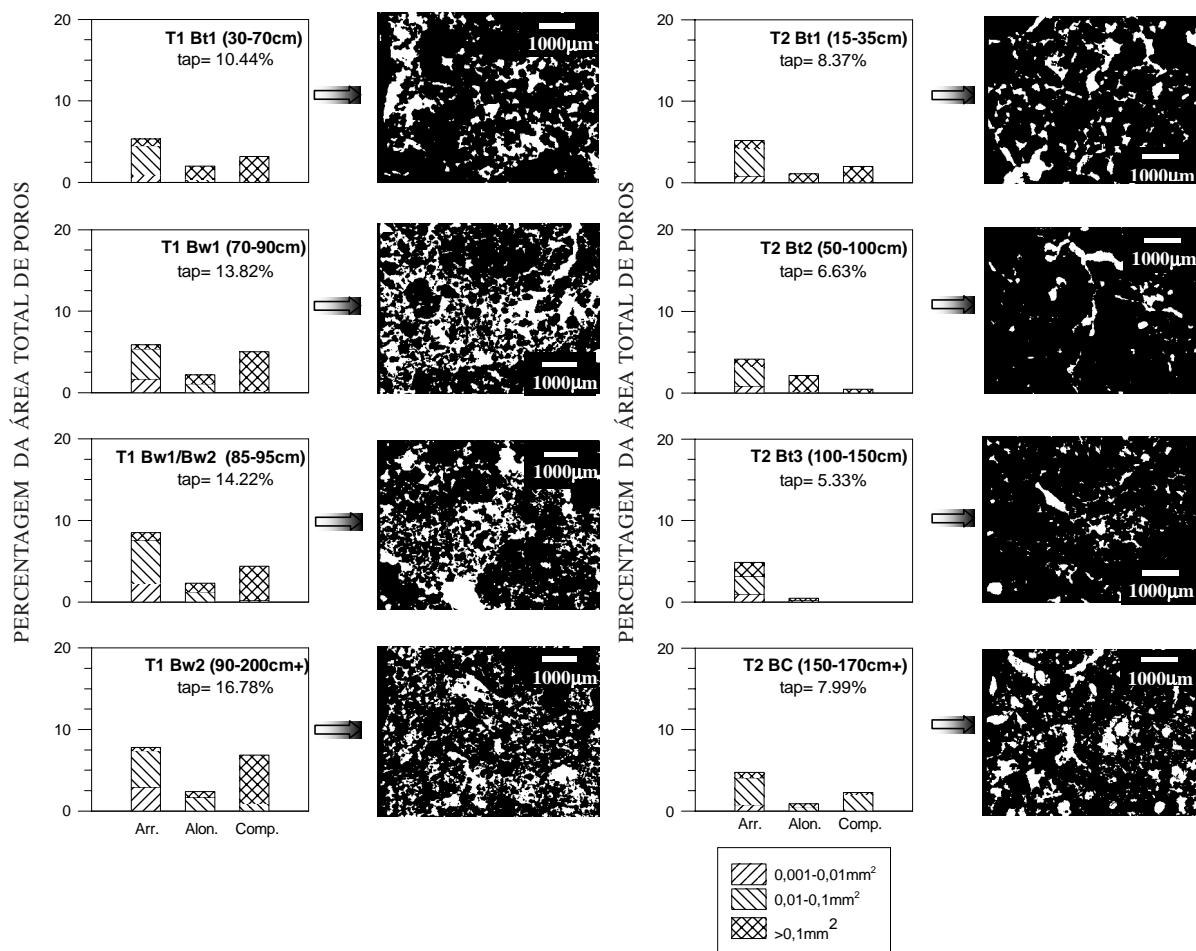 PERCENTAGEM DA ÁREA TOTAL DE POROS
20
10
0
T1 Bt1 (30-70cm)
tap= 10.44%
1000µm
20
10
0
T1 Bw1 (70-90cm)
tap= 13.82%
1000µm
20
10
0
T1 Bw1/Bw2 (85-95cm)
tap= 14.22%
1000µm
20
10
0
T1 Bw2 (90-200cm+)
tap= 16.78%
1000µm
Arr. Alon. Comp.
PERCENTAGEM DA ÁREA TOTAL DE POROS
20
10
0
T2 Bt1 (15-35cm)
tap= 8.37%
1000µm
20
10
0
T2 Bt2 (50-100cm)
tap= 6.63%
1000µm
20
10
0
T2 Bt3 (100-150cm)
tap= 5.33%
1000µm
20
10
0
T2 BC (150-170cm+)
tap= 7.99%
1000µm
Arr. Alon. Comp.
0,001-0,01mm²
0,01-0,1mm²
>0,1mm²